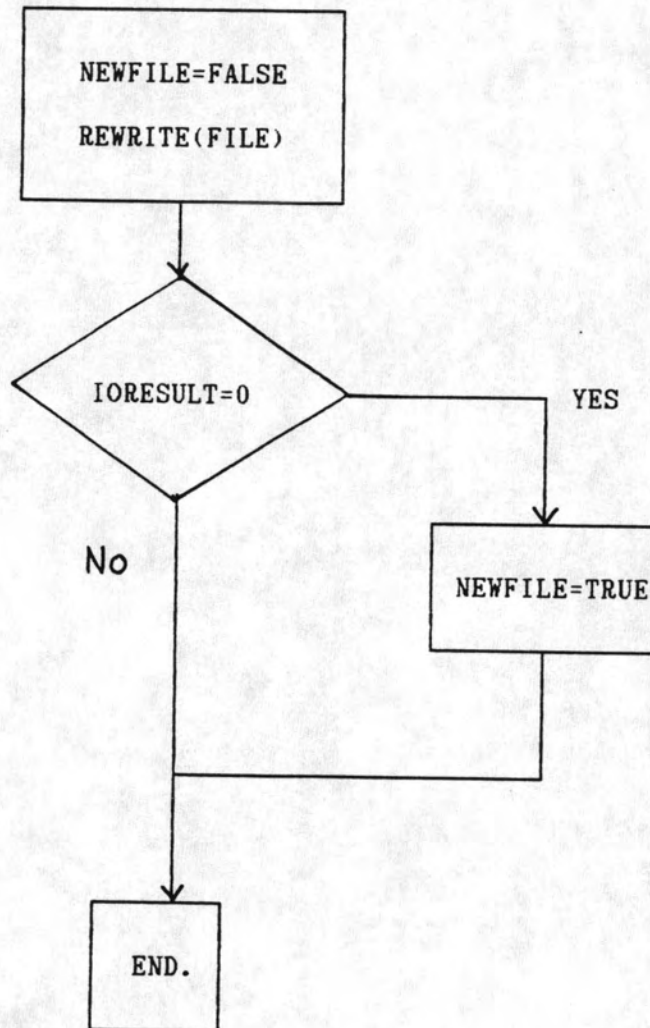 NEWFILE=FALSE
REWRITE(FILE)
IORESULT=0
YES
No
NEWFILE=TRUE
END.